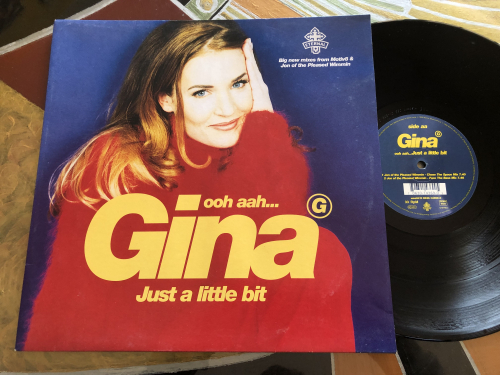 ETERNAL
Big new mixes from Motiv8 &
Jon of the Pleased Wimmin
ooh aah...
Gina G
Just a little bit
side aa
Gina G
ooh aah...Just a little bit